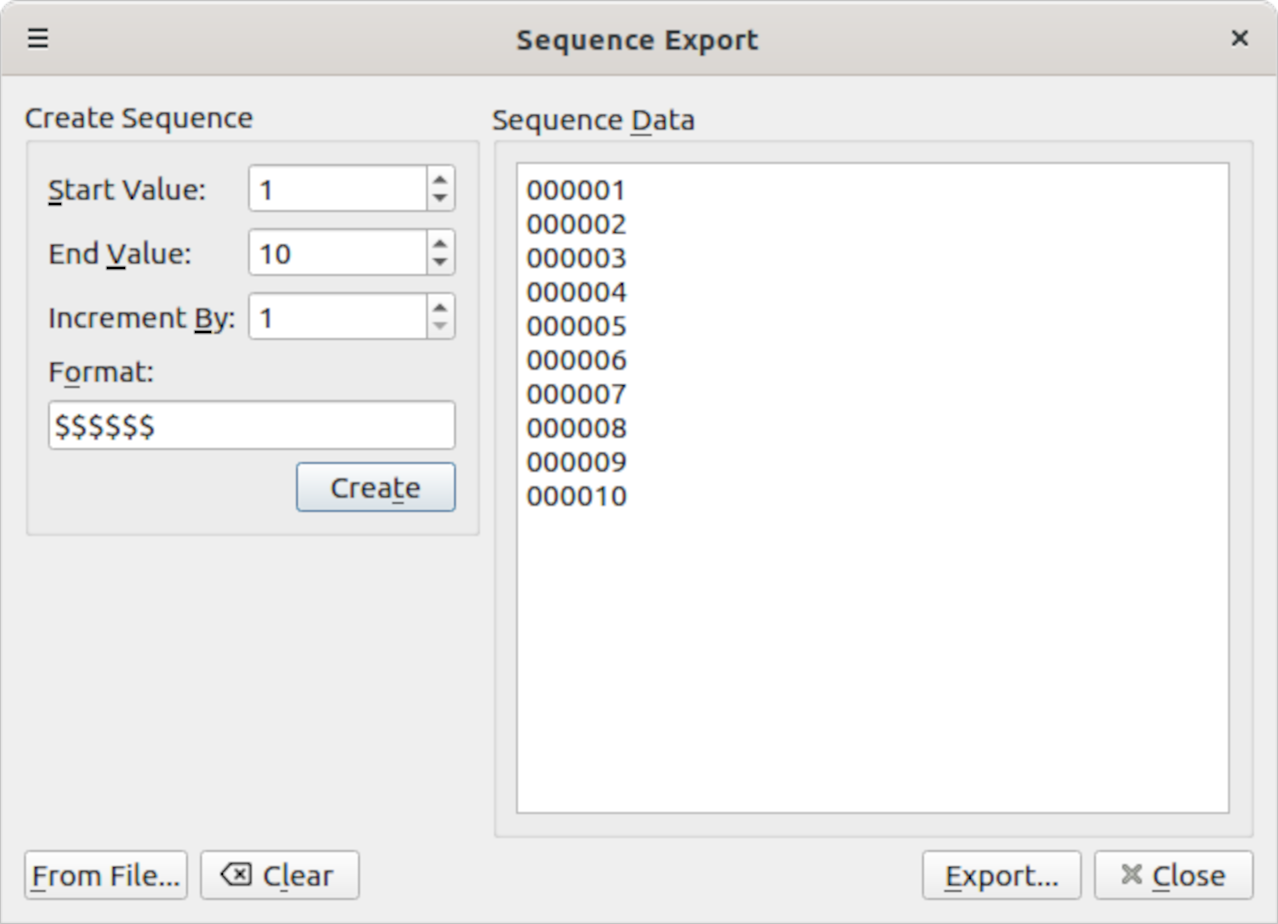 Sequence Export
Create Sequence
Start Value: 1
End Value: 10
Increment By: 1
Format:
$$$$$$
Create
Sequence Data
000001
000002
000003
000004
000005
000006
000007
000008
000009
000010
From File...
Clear
Export...
Close